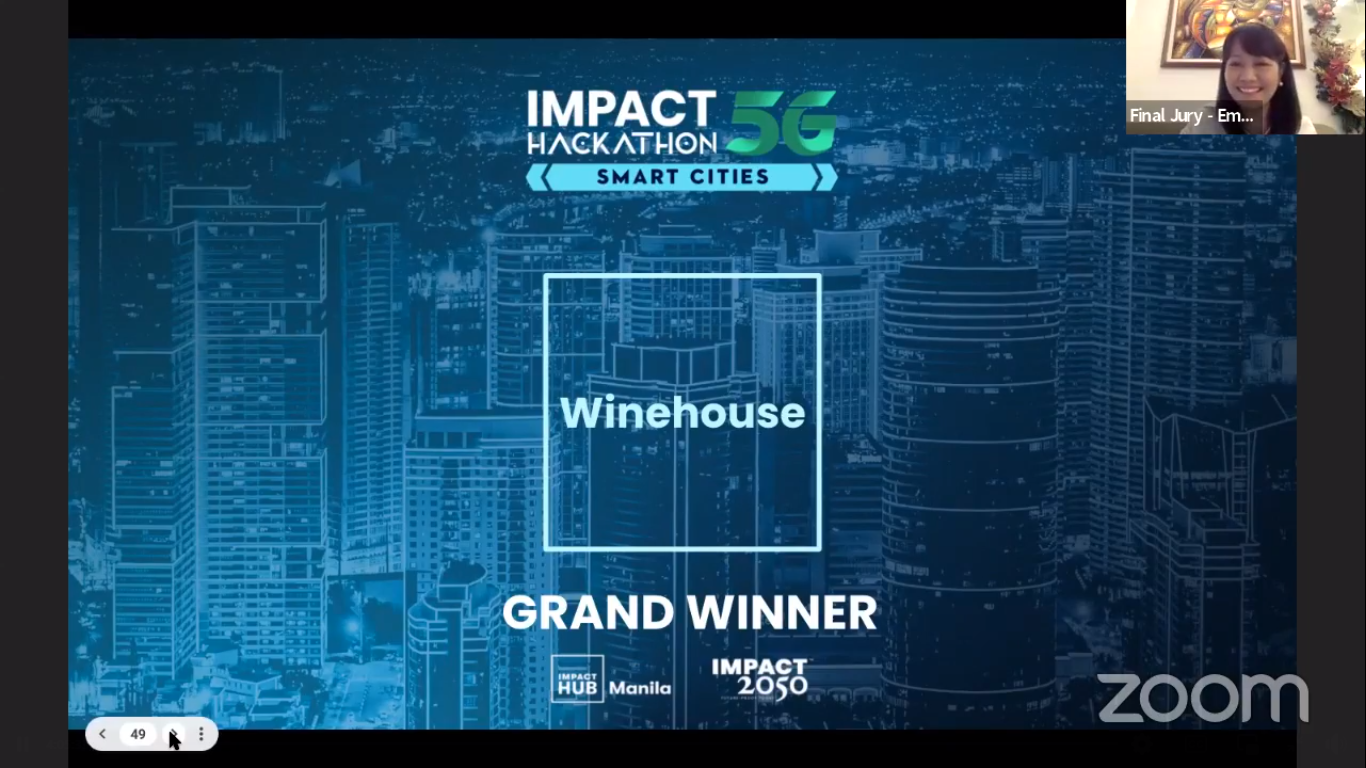 IMPACT 5G
HACKATHON
SMART CITIES
Final Jury - Em...
Winehouse
GRAND WINNER
IMPACT
HUB Manila
IMPACT
2050
zoom
49